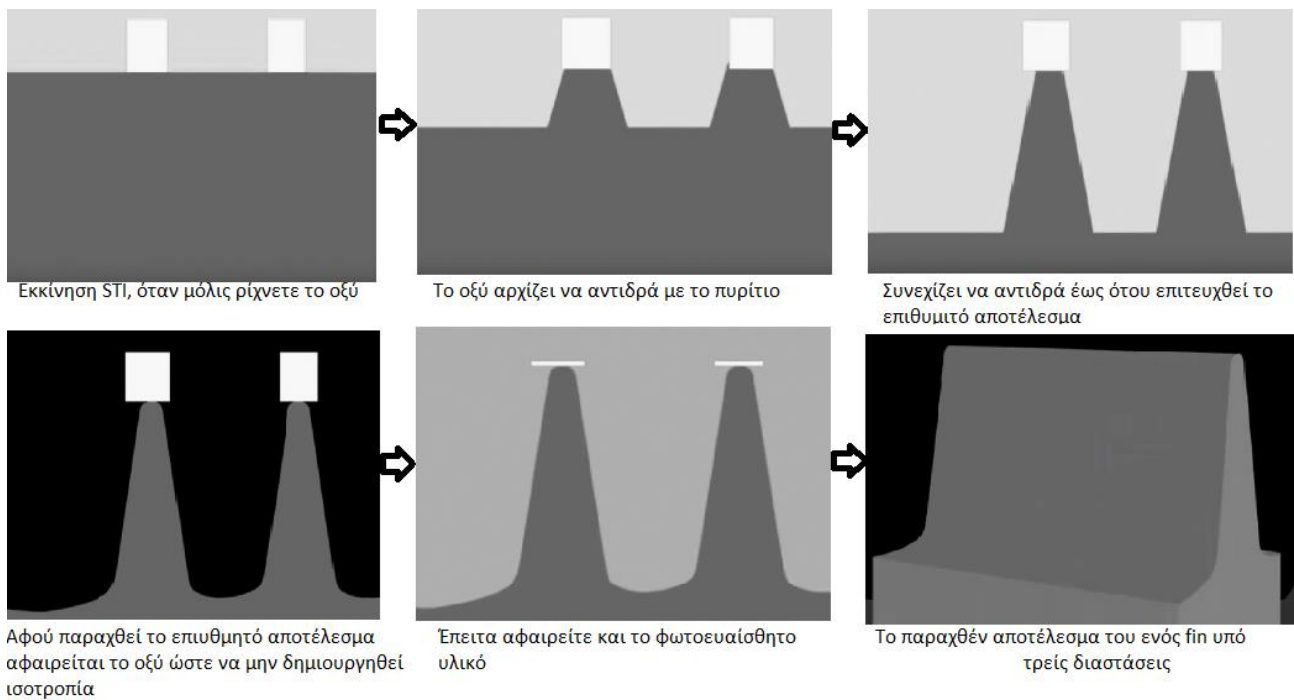 Εκκίνηση STI, όταν μόλις ρίχνετε το οξύ
Το οξύ αρχίζει να αντιδρά με το πυρίτιο
Συνεχίζει να αντιδρά έως ότου επιτευχθεί το
επιθυμιτό αποτέλεσμα
Αφού παραχθεί το επιυθμητό αποτέλεσμα
αφαιρείται το οξύ ώστε να μην δημιουργηθεί
ισοτροπία
Έπειτα αφαιρείτε και το φωτοευαίσθητο
υλικό
Το παραχθέν αποτέλεσμα του ενός fin υπό
τρείς διαστάσεις